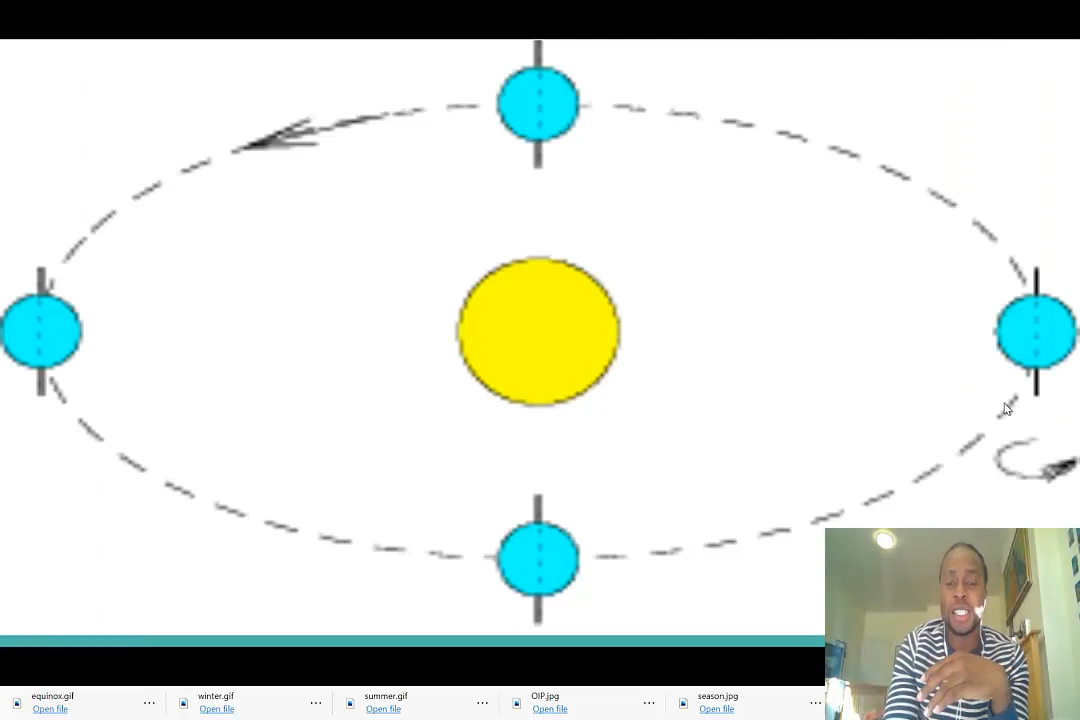 equinox.gif
Open file
winter.gif
Open file
summer.gif
Open file
OIP.jpg
Open file
season.jpg
Open file